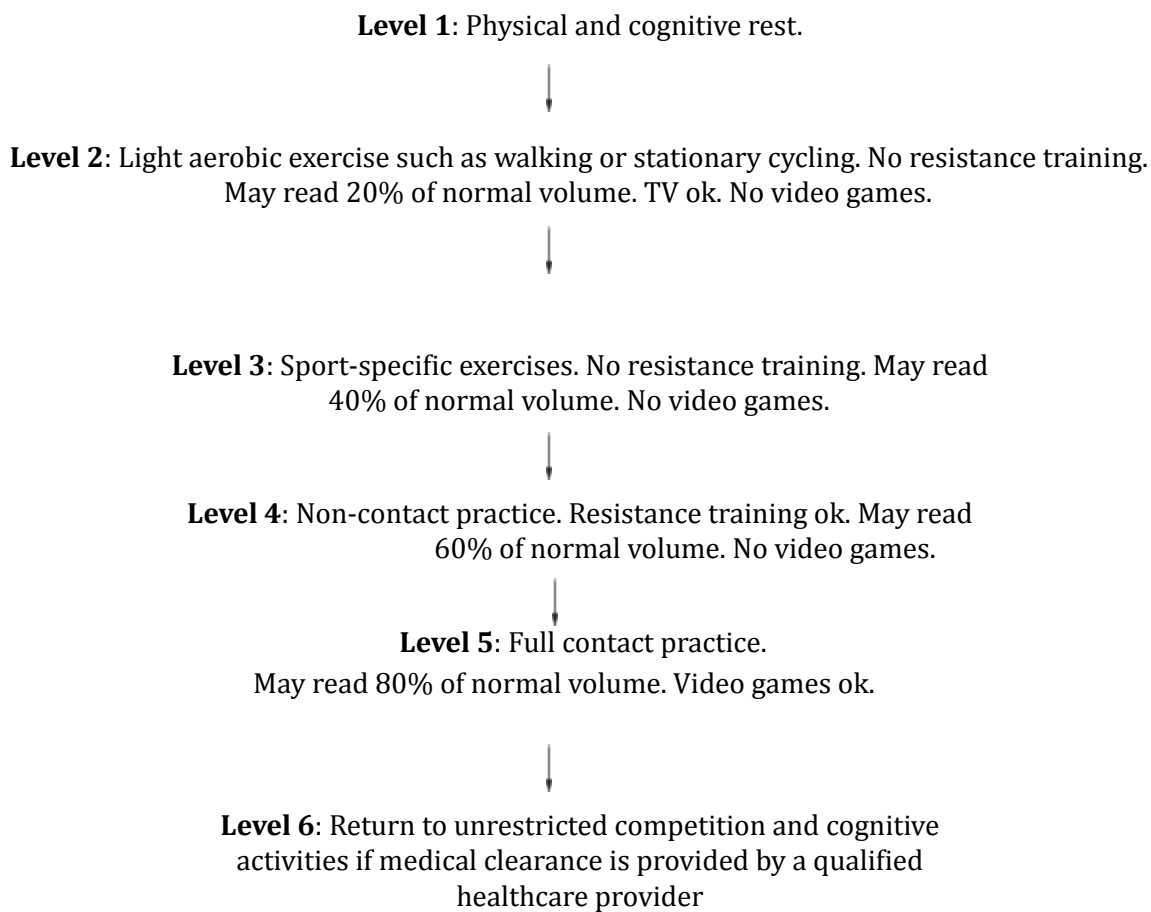 Level 1: Physical and cognitive rest.
Level 2: Light aerobic exercise such as walking or stationary cycling. No resistance training.
May read 20% of normal volume. TV ok. No video games.
Level 3: Sport-specific exercises. No resistance training. May read
40% of normal volume. No video games.
Level 4: Non-contact practice. Resistance training ok. May read
60% of normal volume. No video games.
Level 5: Full contact practice.
May read 80% of normal volume. Video games ok.
Level 6: Return to unrestricted competition and cognitive
activities if medical clearance is provided by a qualified
healthcare provider